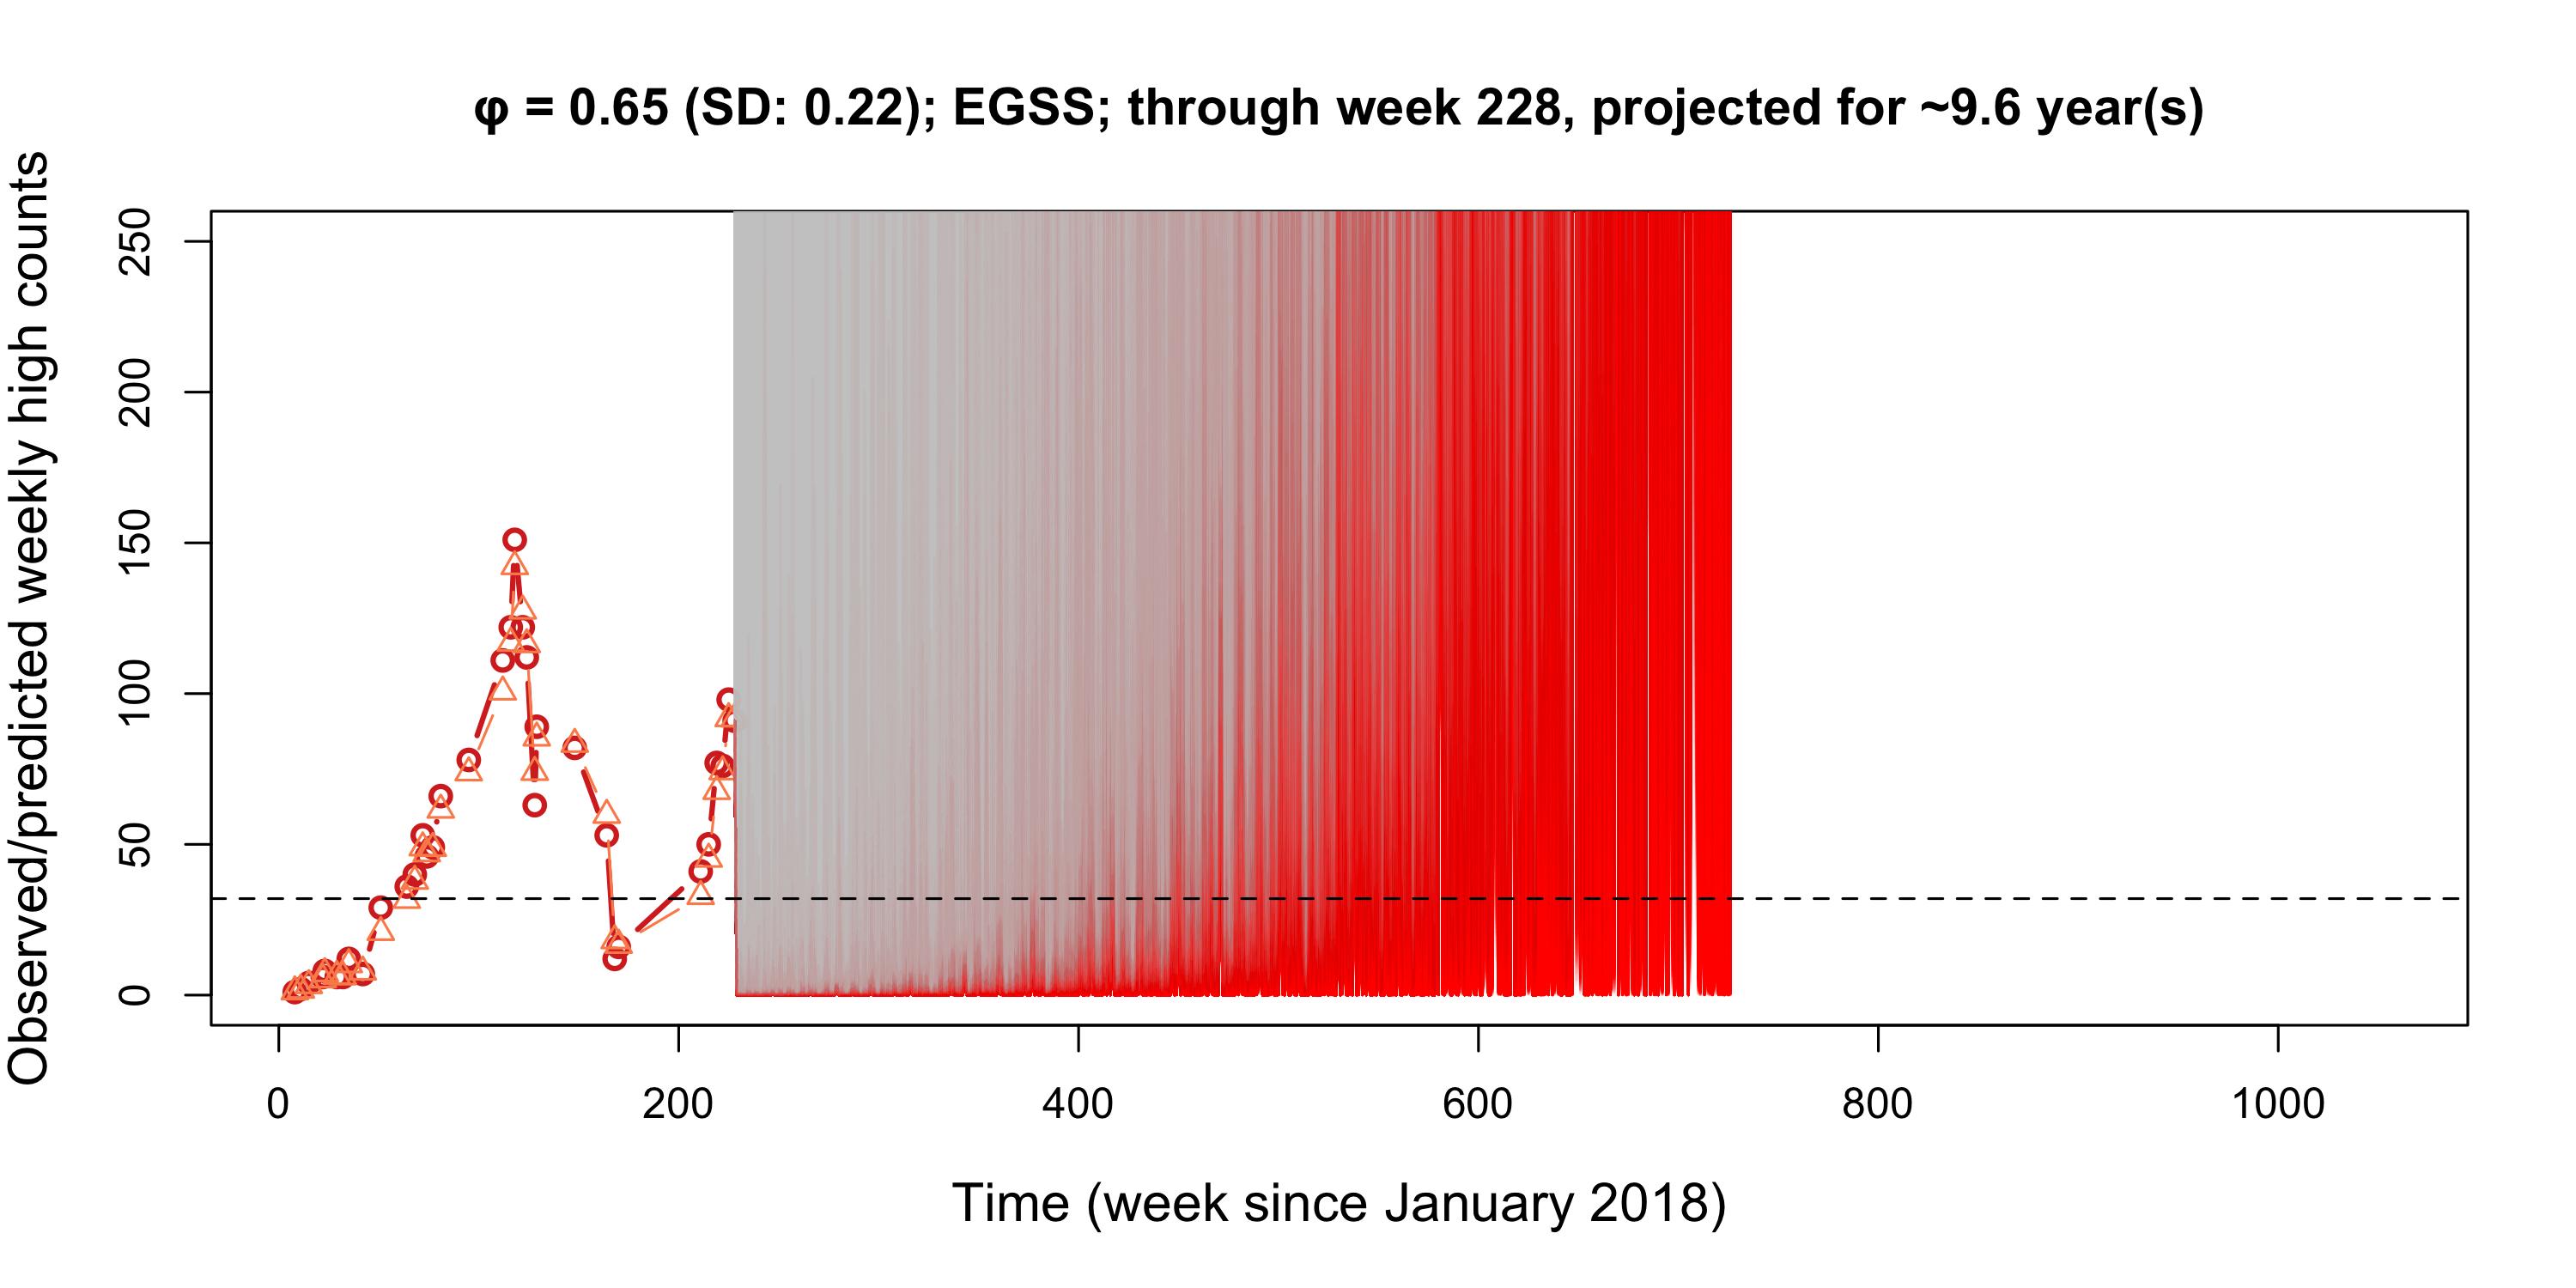 φ = 0.65 (SD: 0.22); EGSS; through week 228, projected for ~9.6 year(s)
Observed/predicted weekly high counts
250
200
150
100
50
0
0 200 400 600 800 1000
Time (week since January 2018)